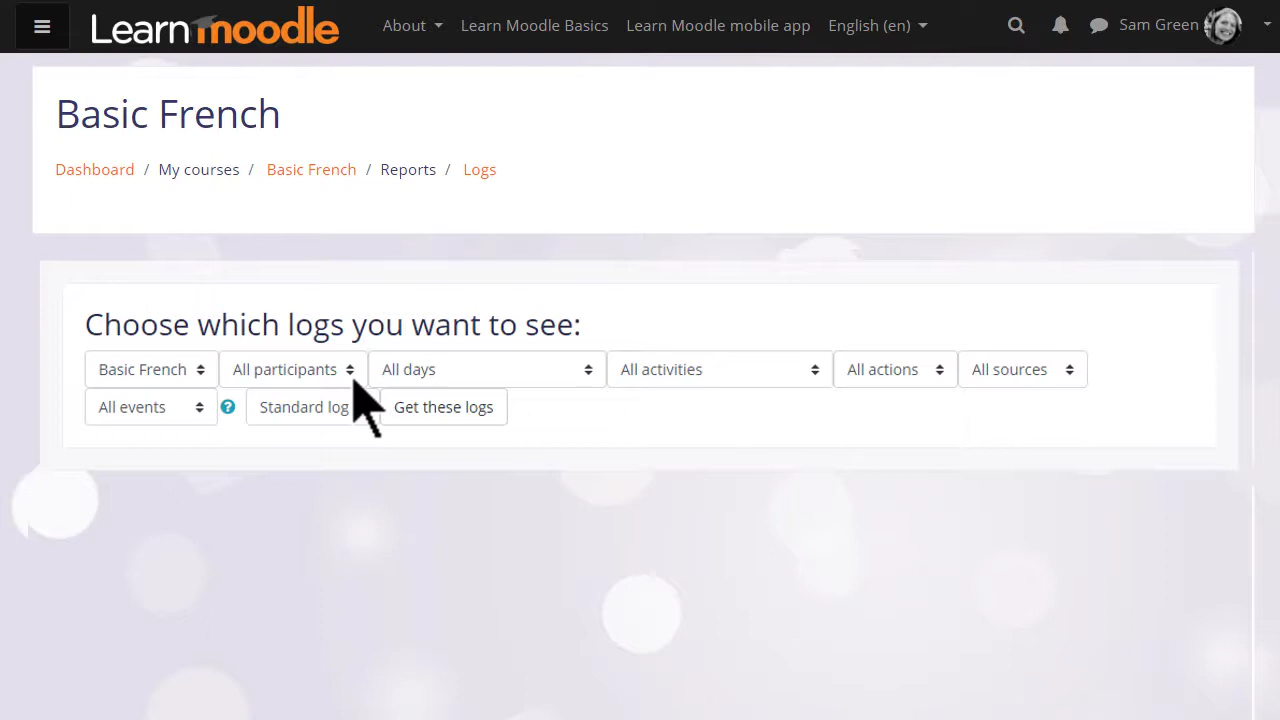 Learn moodle About Learn Moodle Basics Learn Moodle mobile app English (en) Sam Green
Basic French
Dashboard / My courses / Basic French / Reports / Logs
Choose which logs you want to see:
Basic French All participants All days All activities All actions All sources
All events ? Standard log Get these logs